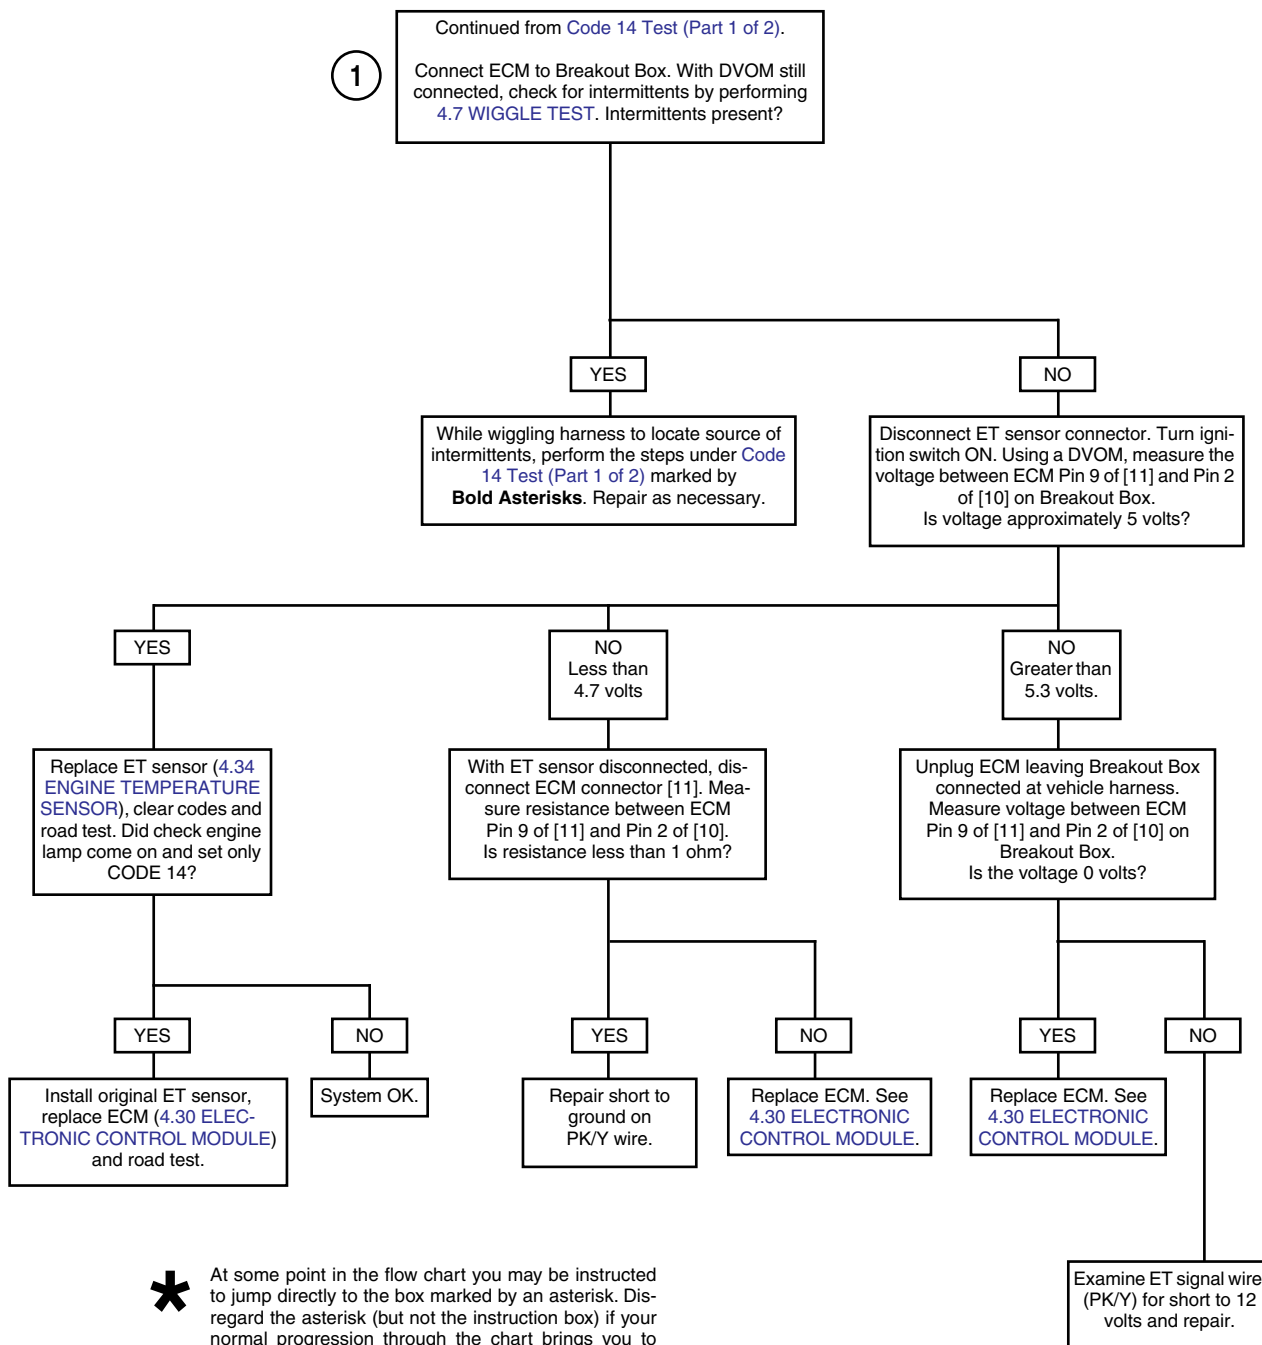 Continued from Code 14 Test (Part 1 of 2).
1
Connect ECM to Breakout Box. With DVOM still
connected, check for intermittents by performing
4.7 WIGGLE TEST. Intermittents present?
YES
NO
While wiggling harness to locate source of
intermittents, perform the steps under Code
14 Test (Part 1 of 2) marked by
Bold Asterisks. Repair as necessary.
Disconnect ET sensor connector. Turn igni-
tion switch ON. Using a DVOM, measure the
voltage between ECM Pin 9 of [11] and Pin 2
of [10] on Breakout Box.
Is voltage approximately 5 volts?
YES
NO
Less than
4.7 volts
NO
Greater than
5.3 volts.
Replace ET sensor (4.34
ENGINE TEMPERATURE
SENSOR), clear codes and
road test. Did check engine
lamp come on and set only
CODE 14?
With ET sensor disconnected, dis-
connect ECM connector [11]. Mea-
sure resistance between ECM
Pin 9 of [11] and Pin 2 of [10].
Is resistance less than 1 ohm?
Unplug ECM leaving Breakout Box
connected at vehicle harness.
Measure voltage between ECM
Pin 9 of [11] and Pin 2 of [10] on
Breakout Box.
Is the voltage 0 volts?
YES
NO
YES
NO
YES
NO
Install original ET sensor,
replace ECM (4.30 ELEC-
TRONIC CONTROL MODULE)
and road test.
System OK.
Repair short to
ground on
PK/Y wire.
Replace ECM. See
4.30 ELECTRONIC
CONTROL MODULE.
Replace ECM. See
4.30 ELECTRONIC
CONTROL MODULE.
Examine ET signal wire
(PK/Y) for short to 12
volts and repair.
* At some point in the flow chart you may be instructed
to jump directly to the box marked by an asterisk. Dis-
regard the asterisk (but not the instruction box) if your
normal progression through the chart brings you to